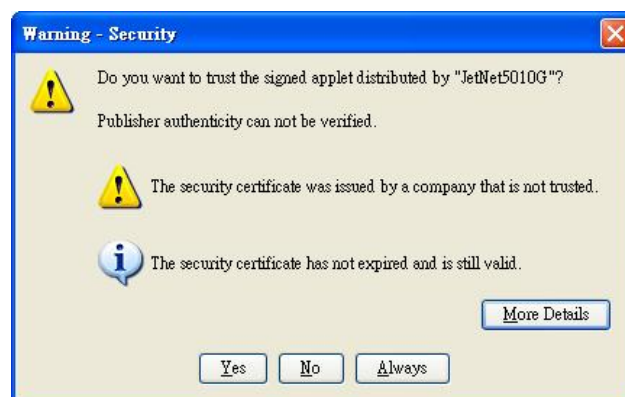 Warning - Security
Do you want to trust the signed applet distributed by "JetNet5010G"?
Publisher authenticity can not be verified.
The security certificate was issued by a company that is not trusted.
The security certificate has not expired and is still valid.
More Details
Yes No Always